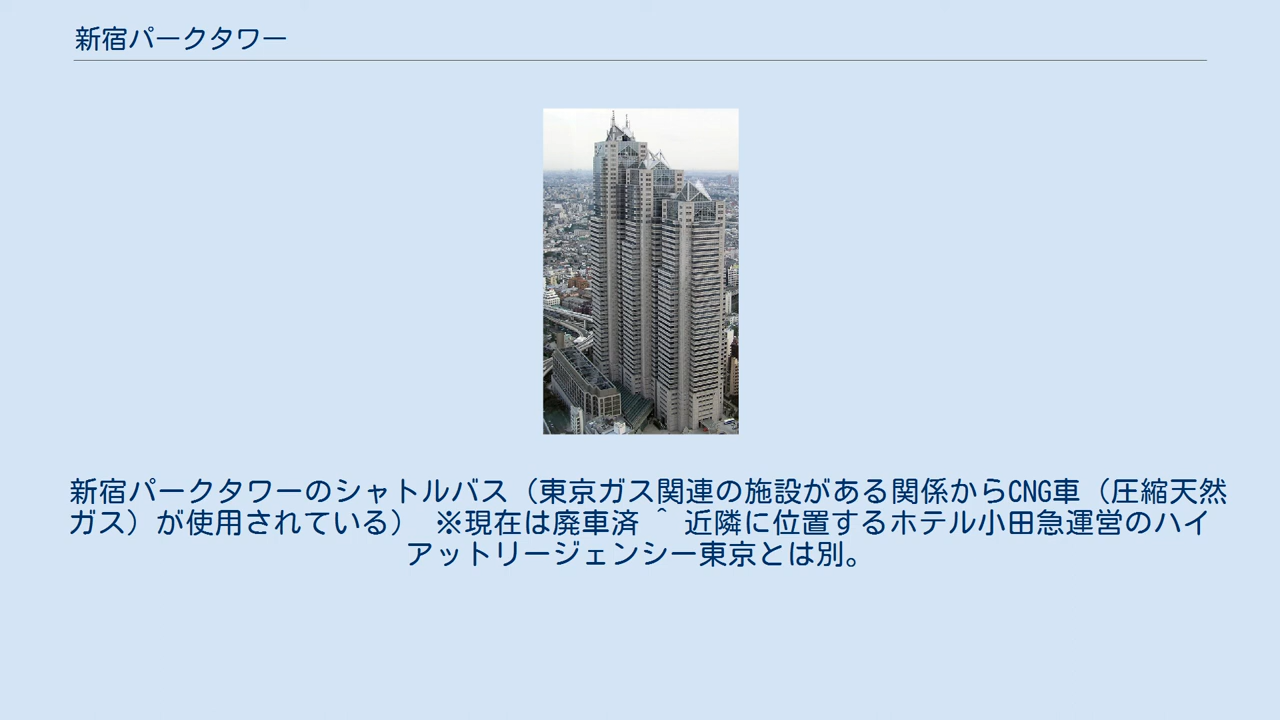 新宿パークタワー
新宿パークタワーのシャトルバス（東京ガス関連の施設がある関係からCNG車（圧縮天然
ガス）が使用されている） ※現在は廃車済 ^ 近隣に位置するホテル小田急運営のハイ
アットリージェンシー東京とは別。